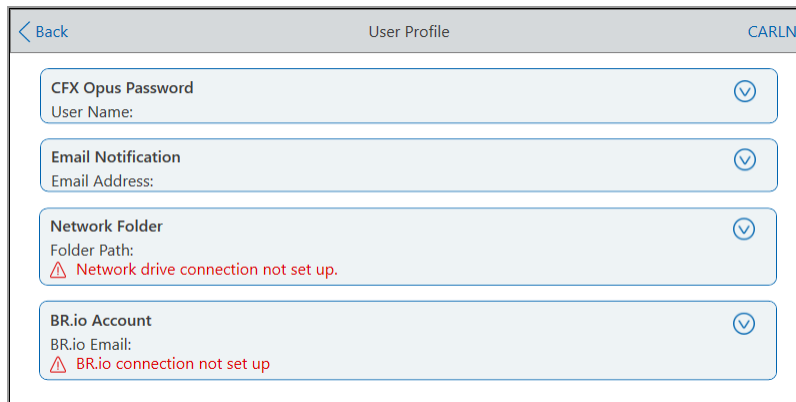 Back
User Profile
CARLN
CFX Opus Password
User Name:
Email Notification
Email Address:
Network Folder
Folder Path:
Network drive connection not set up.
BR.io Account
BR.io Email:
BR.io connection not set up